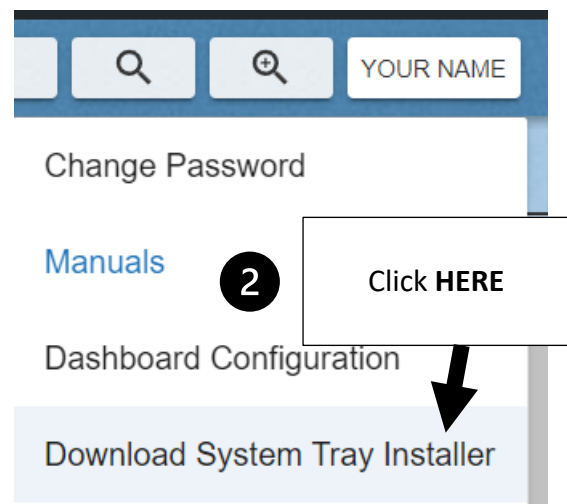 YOUR NAME
Change Password
Manuals
2
Click HERE
Dashboard Configuration
Download System Tray Installer